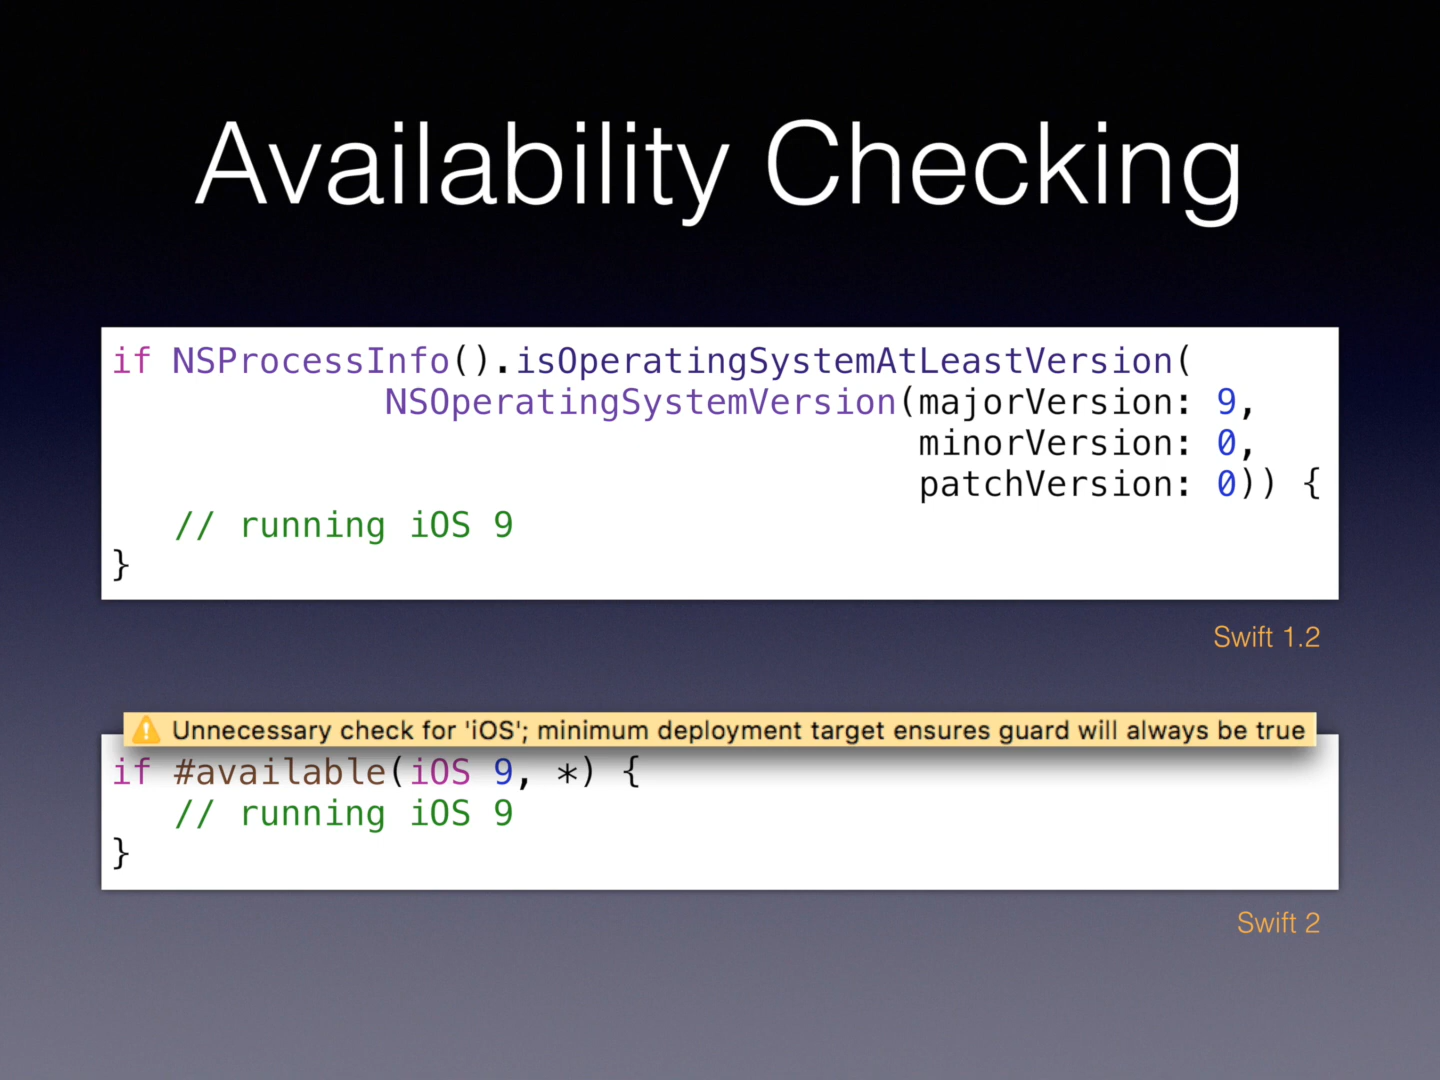 Availability Checking
if NSProcessInfo().isOperatingSystemAtLeastVersion(
NSOperatingSystemVersion(majorVersion: 9,
minorVersion: 0,
patchVersion: 0)) {
// running iOS 9
}
Swift 1.2
Unnecessary check for 'iOS'; minimum deployment target ensures guard will always be true
if #available(iOS 9, *) {
// running iOS 9
}
Swift 2